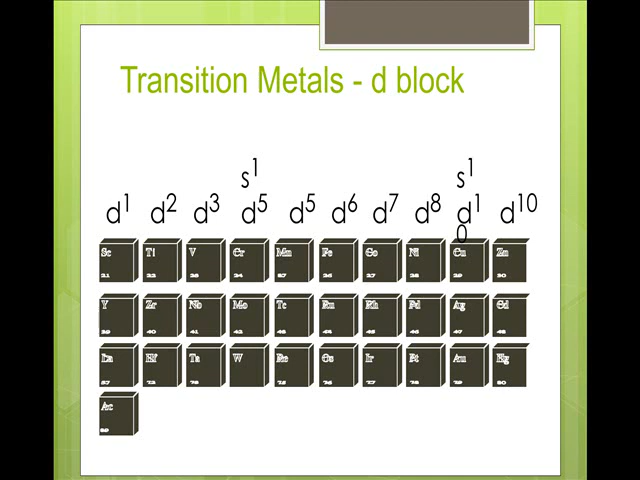 Transition Metals - d block
s1 s1
d1 d2 d3 d5 d5 d6 d7 d8 d1 d10
0
Sc Ti V Cr Mn Fe Co Ni Cu Zn
21 22 23 24 27 26 27 28 29 30
Y Zr Nb Mo Tc Ru Rh Pd Ag Cd
39 40 41 42 43 44 45 46 47 48
La Hf Ta W Re Os Ir Pt Au Hg
57 72 73 75 76 77 78 79 80
Ac
89